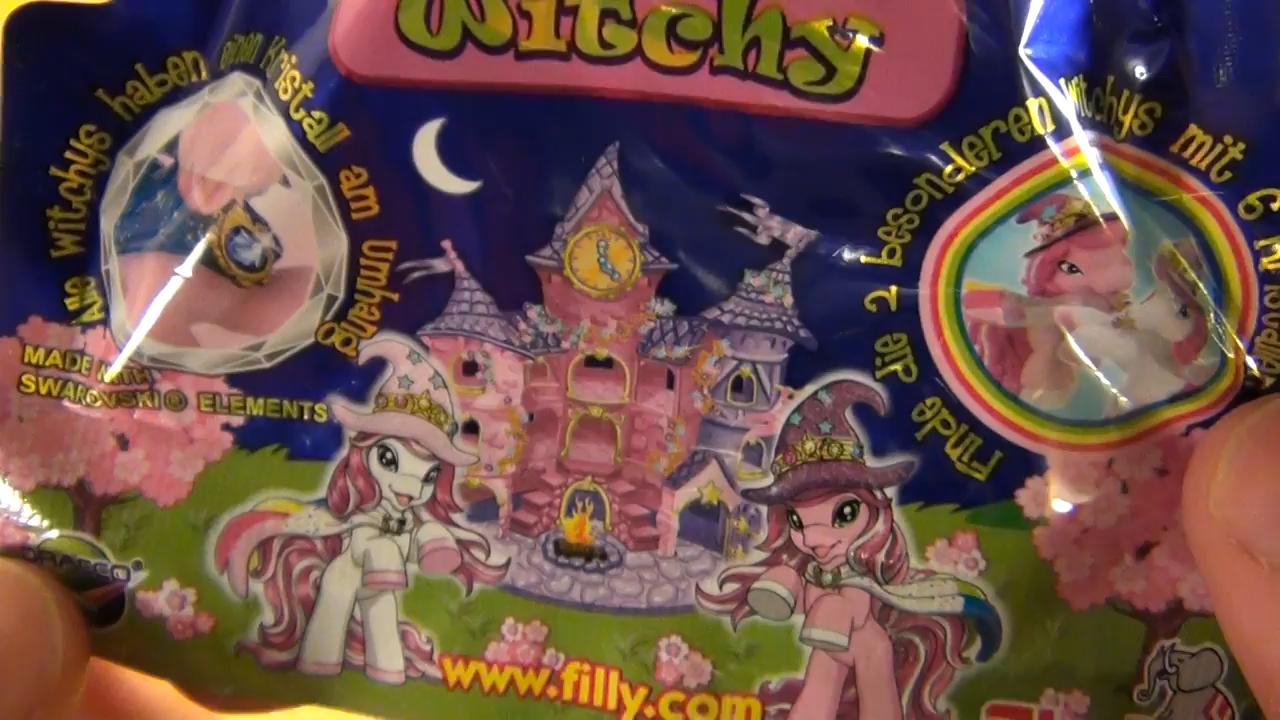 Witchy
Alle Witchys haben einen Kristall am Umhang
MADE WITH
SWAROVSKI® ELEMENTS
Finde die 2 besonderen Witchys mit 6
www.filly.com